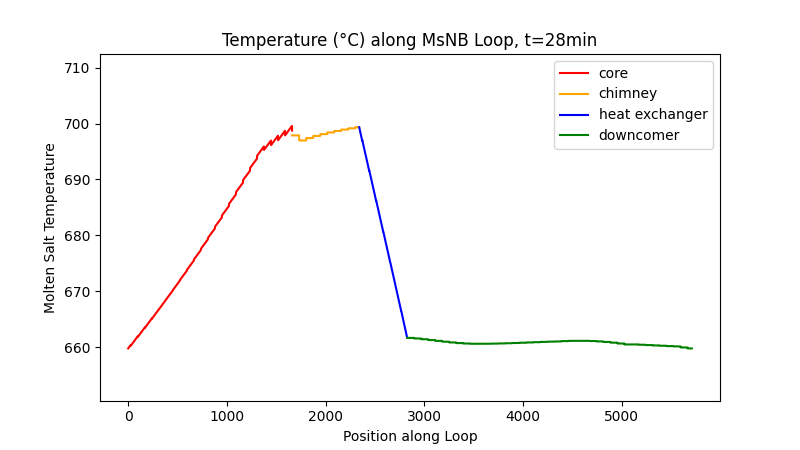 Temperature (°C) along MsNB Loop, t=28min
710
700
690
680
670
660
Molten Salt Temperature
core
chimney
heat exchanger
downcomer
0 1000 2000 3000 4000 5000
Position along Loop